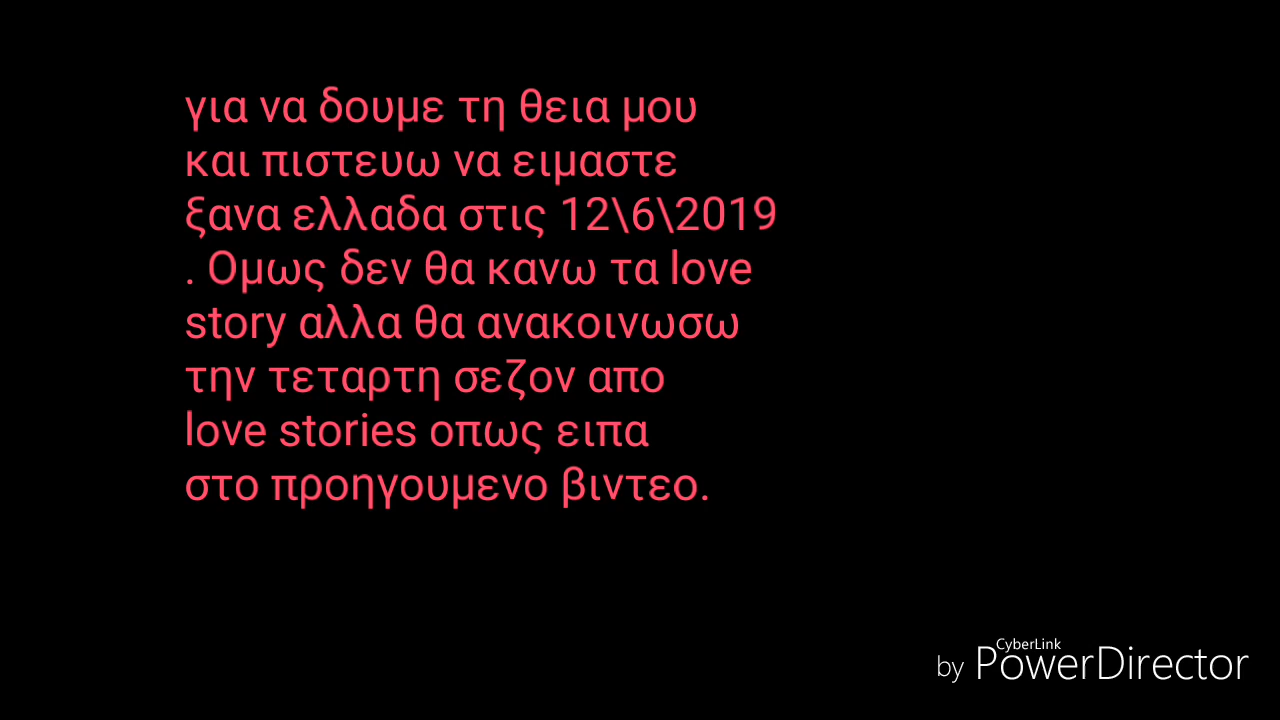 για να δουμε τη θεια μου
και πιστευω να ειμαστε
ξανα ελλαδα στις 12\6\2019
. Ομως δεν θα κανω τα love
story αλλα θα ανακοινωσω
την τεταρτη σεζον απο
love stories οπως ειπα
στο προηγουμενο βιντεο.
CyberLink
by PowerDirector